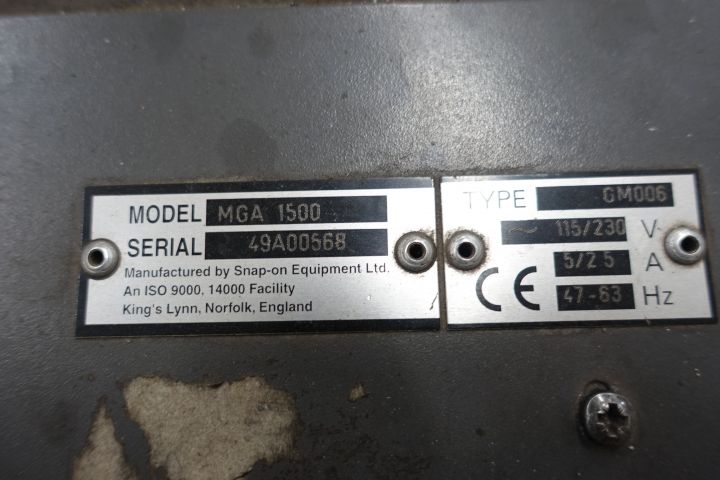 MODEL MGA 1500
SERIAL 49A00568
Manufactured by Snap-on Equipment Ltd.
An ISO 9000, 14000 Facility
King's Lynn, Norfolk, England
TYPE GM006
~ 115/230 V
5/2.5 A
CE
47-63 Hz